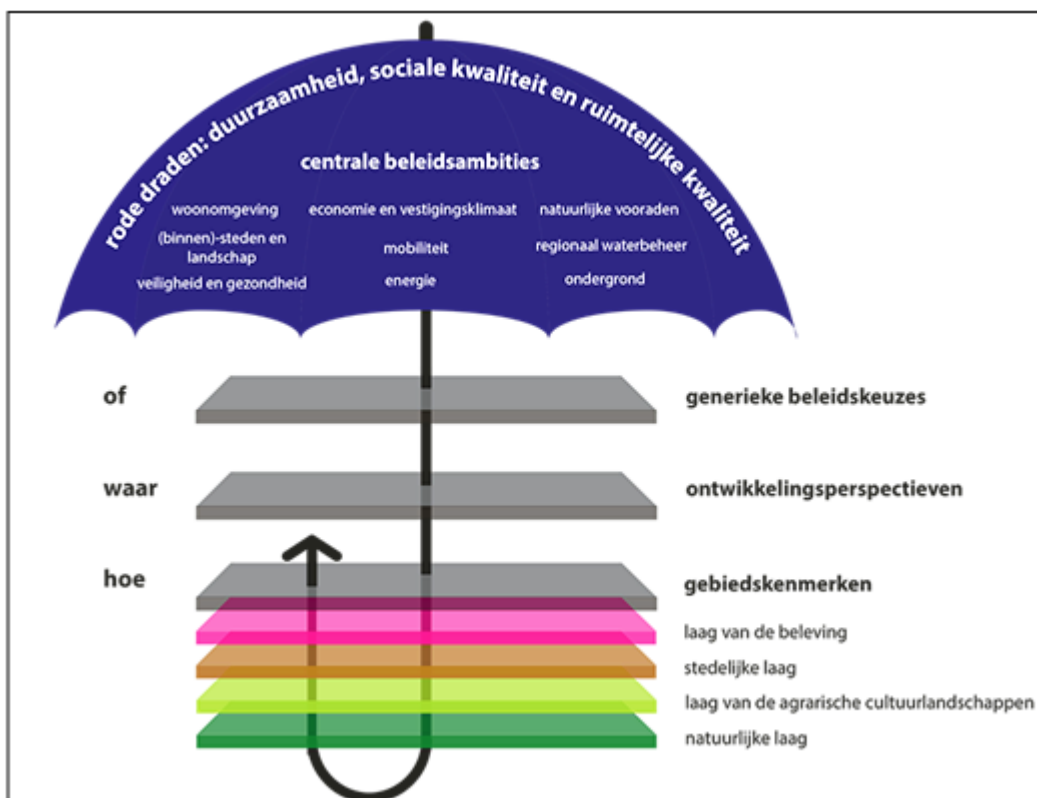 rode draden: duurzaamheid, sociale kwaliteit en ruimtelijke kwaliteit
centrale beleidsambities
woonomgeving
economie en vestigingsklimaat
natuurlijke vooraden
(binnen)-steden en
landschap
mobiliteit
regionaal waterbeheer
veiligheid en gezondheid
energie
ondergrond
of
generieke beleidskeuzes
waar
ontwikkelingsperspectieven
hoe
gebiedskenmerken
laag van de beleving
stedelijke laag
laag van de agrarische cultuurlandschappen
natuurlijke laag